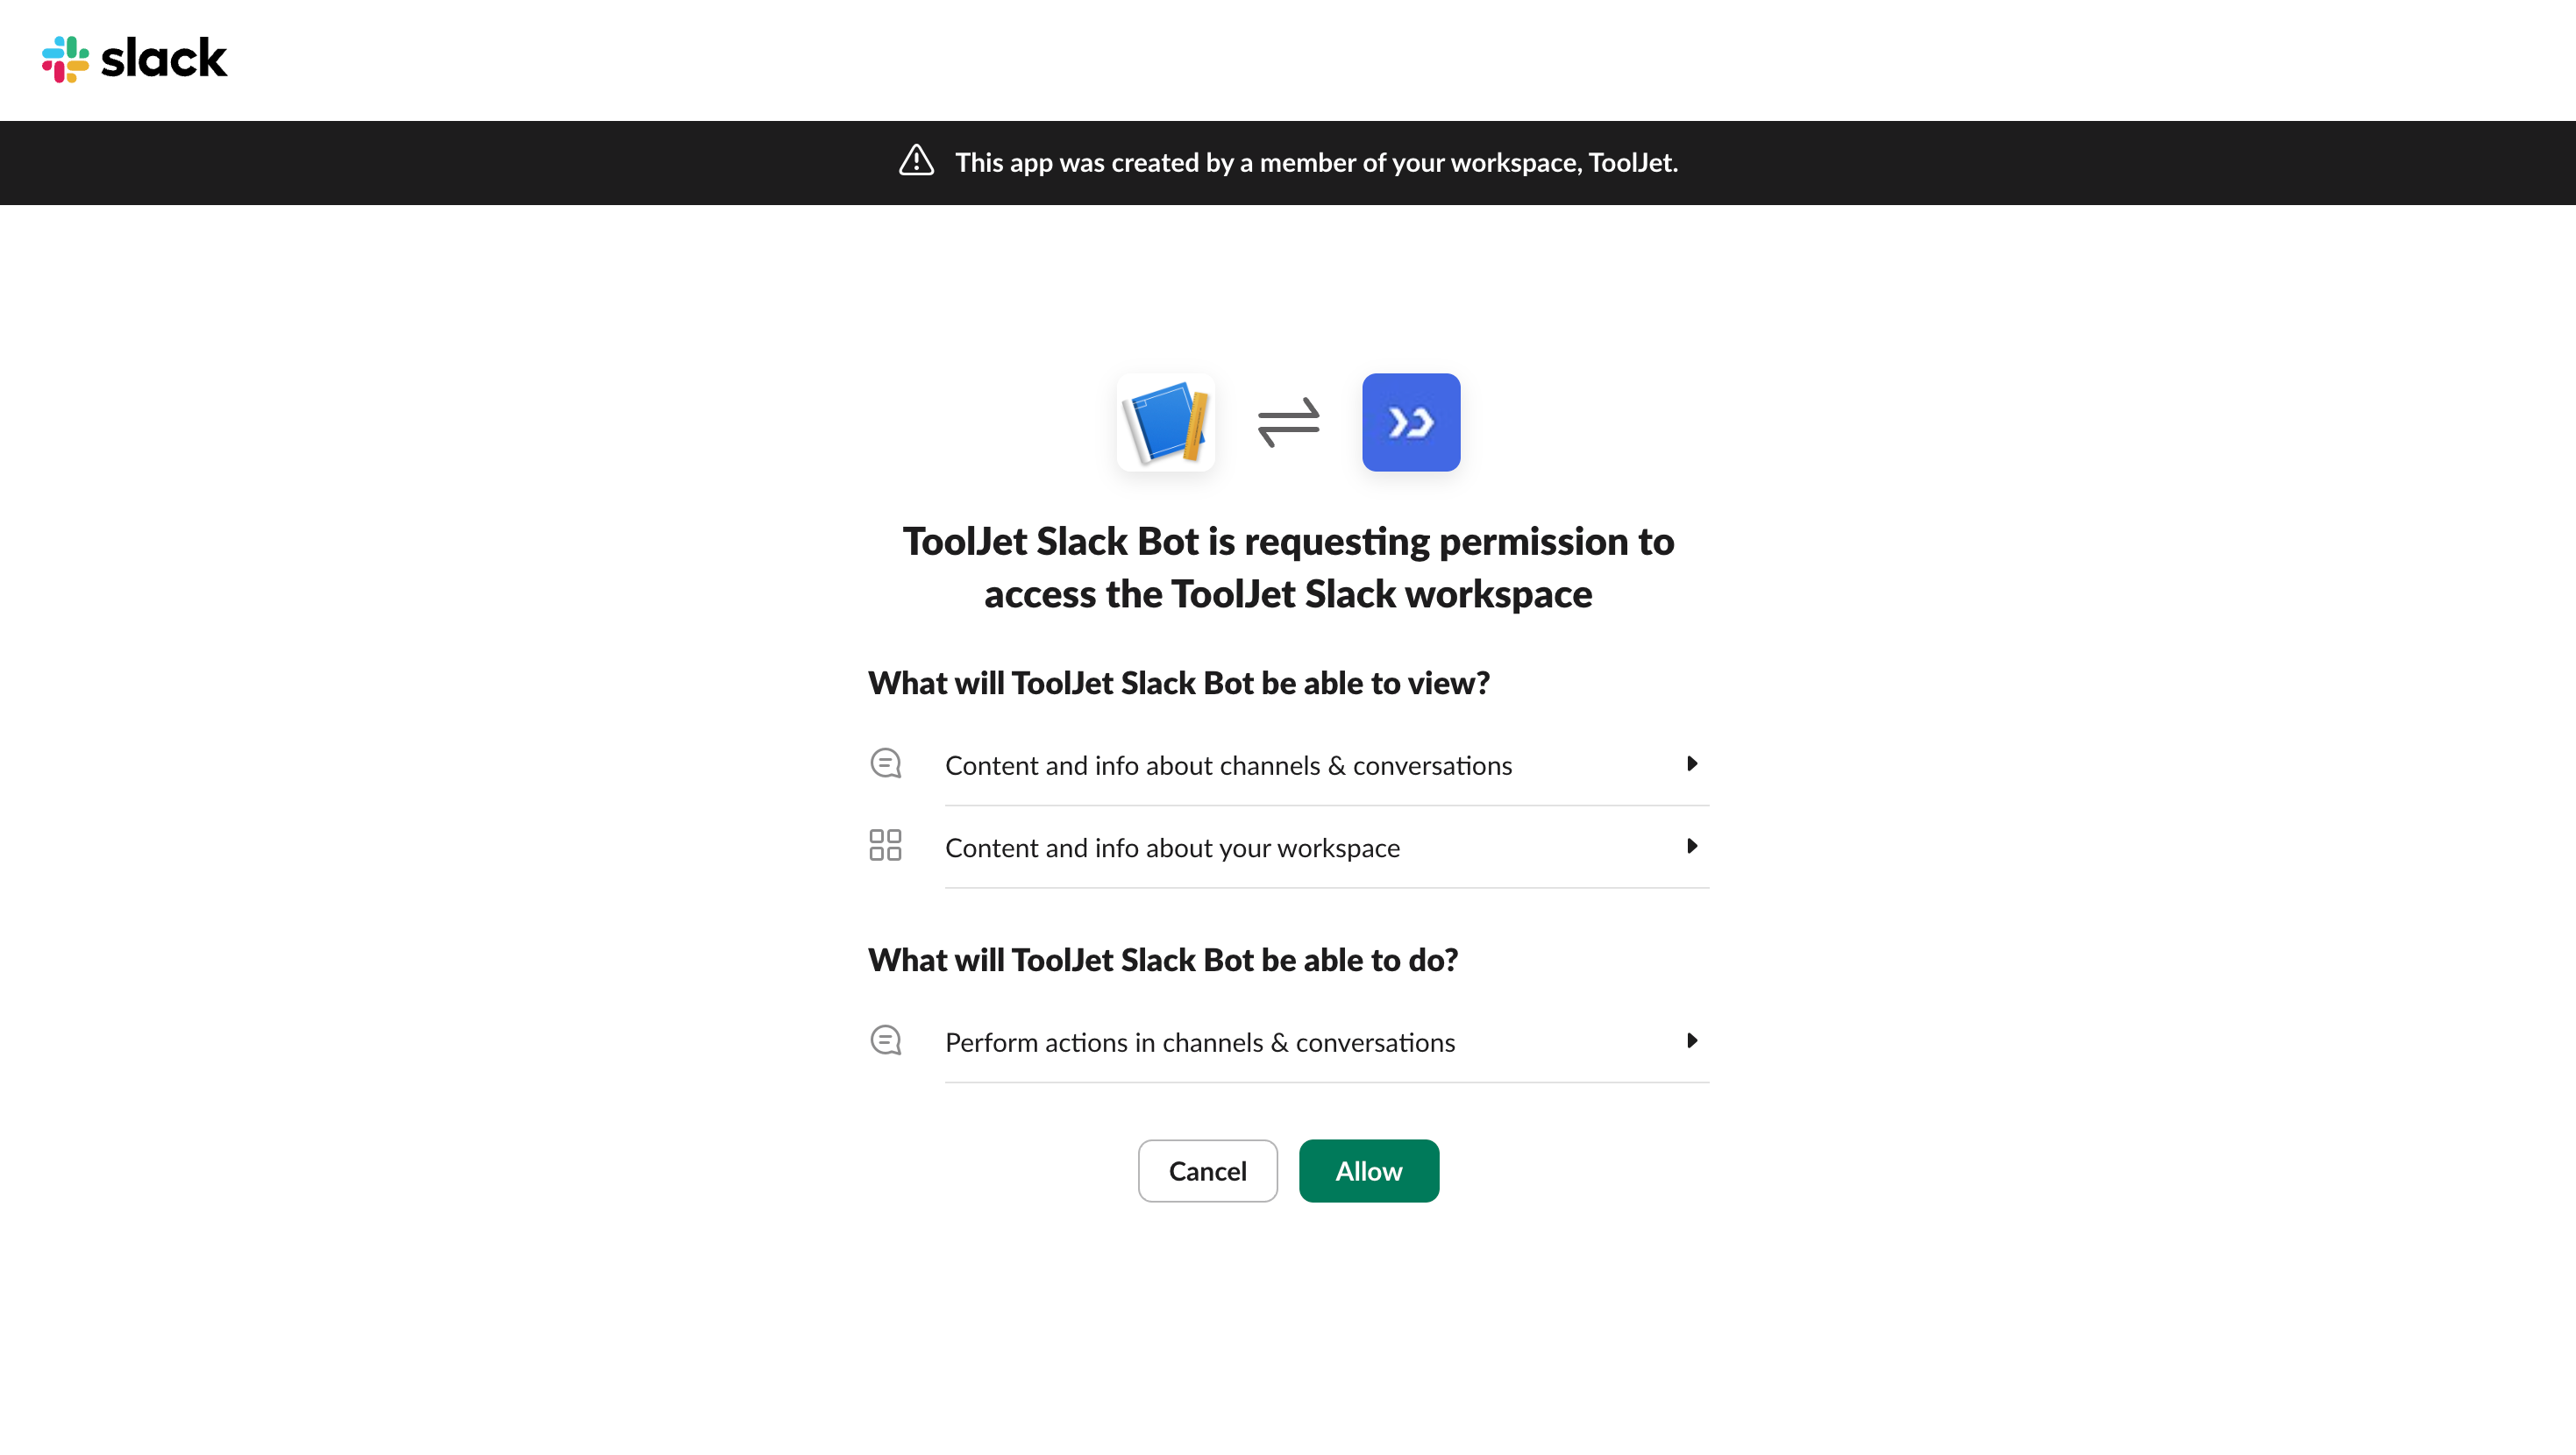 slack
This app was created by a member of your workspace, ToolJet.
ToolJet Slack Bot is requesting permission to
access the ToolJet Slack workspace
What will ToolJet Slack Bot be able to view?
Content and info about channels & conversations
Content and info about your workspace
What will ToolJet Slack Bot be able to do?
Perform actions in channels & conversations
Cancel
Allow